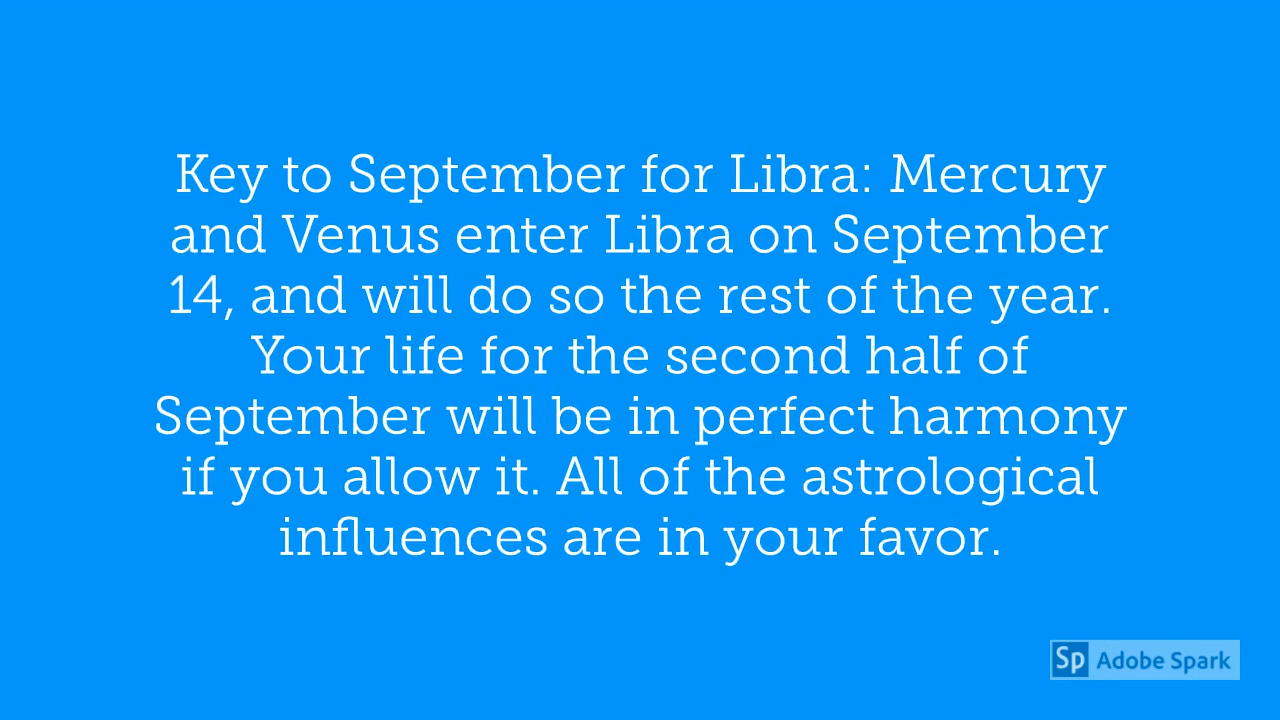 Key to September for Libra: Mercury
and Venus enter Libra on September
14, and will do so the rest of the year.
Your life for the second half of
September will be in perfect harmony
if you allow it. All of the astrological
influences are in your favor.
Sp Adobe Spark